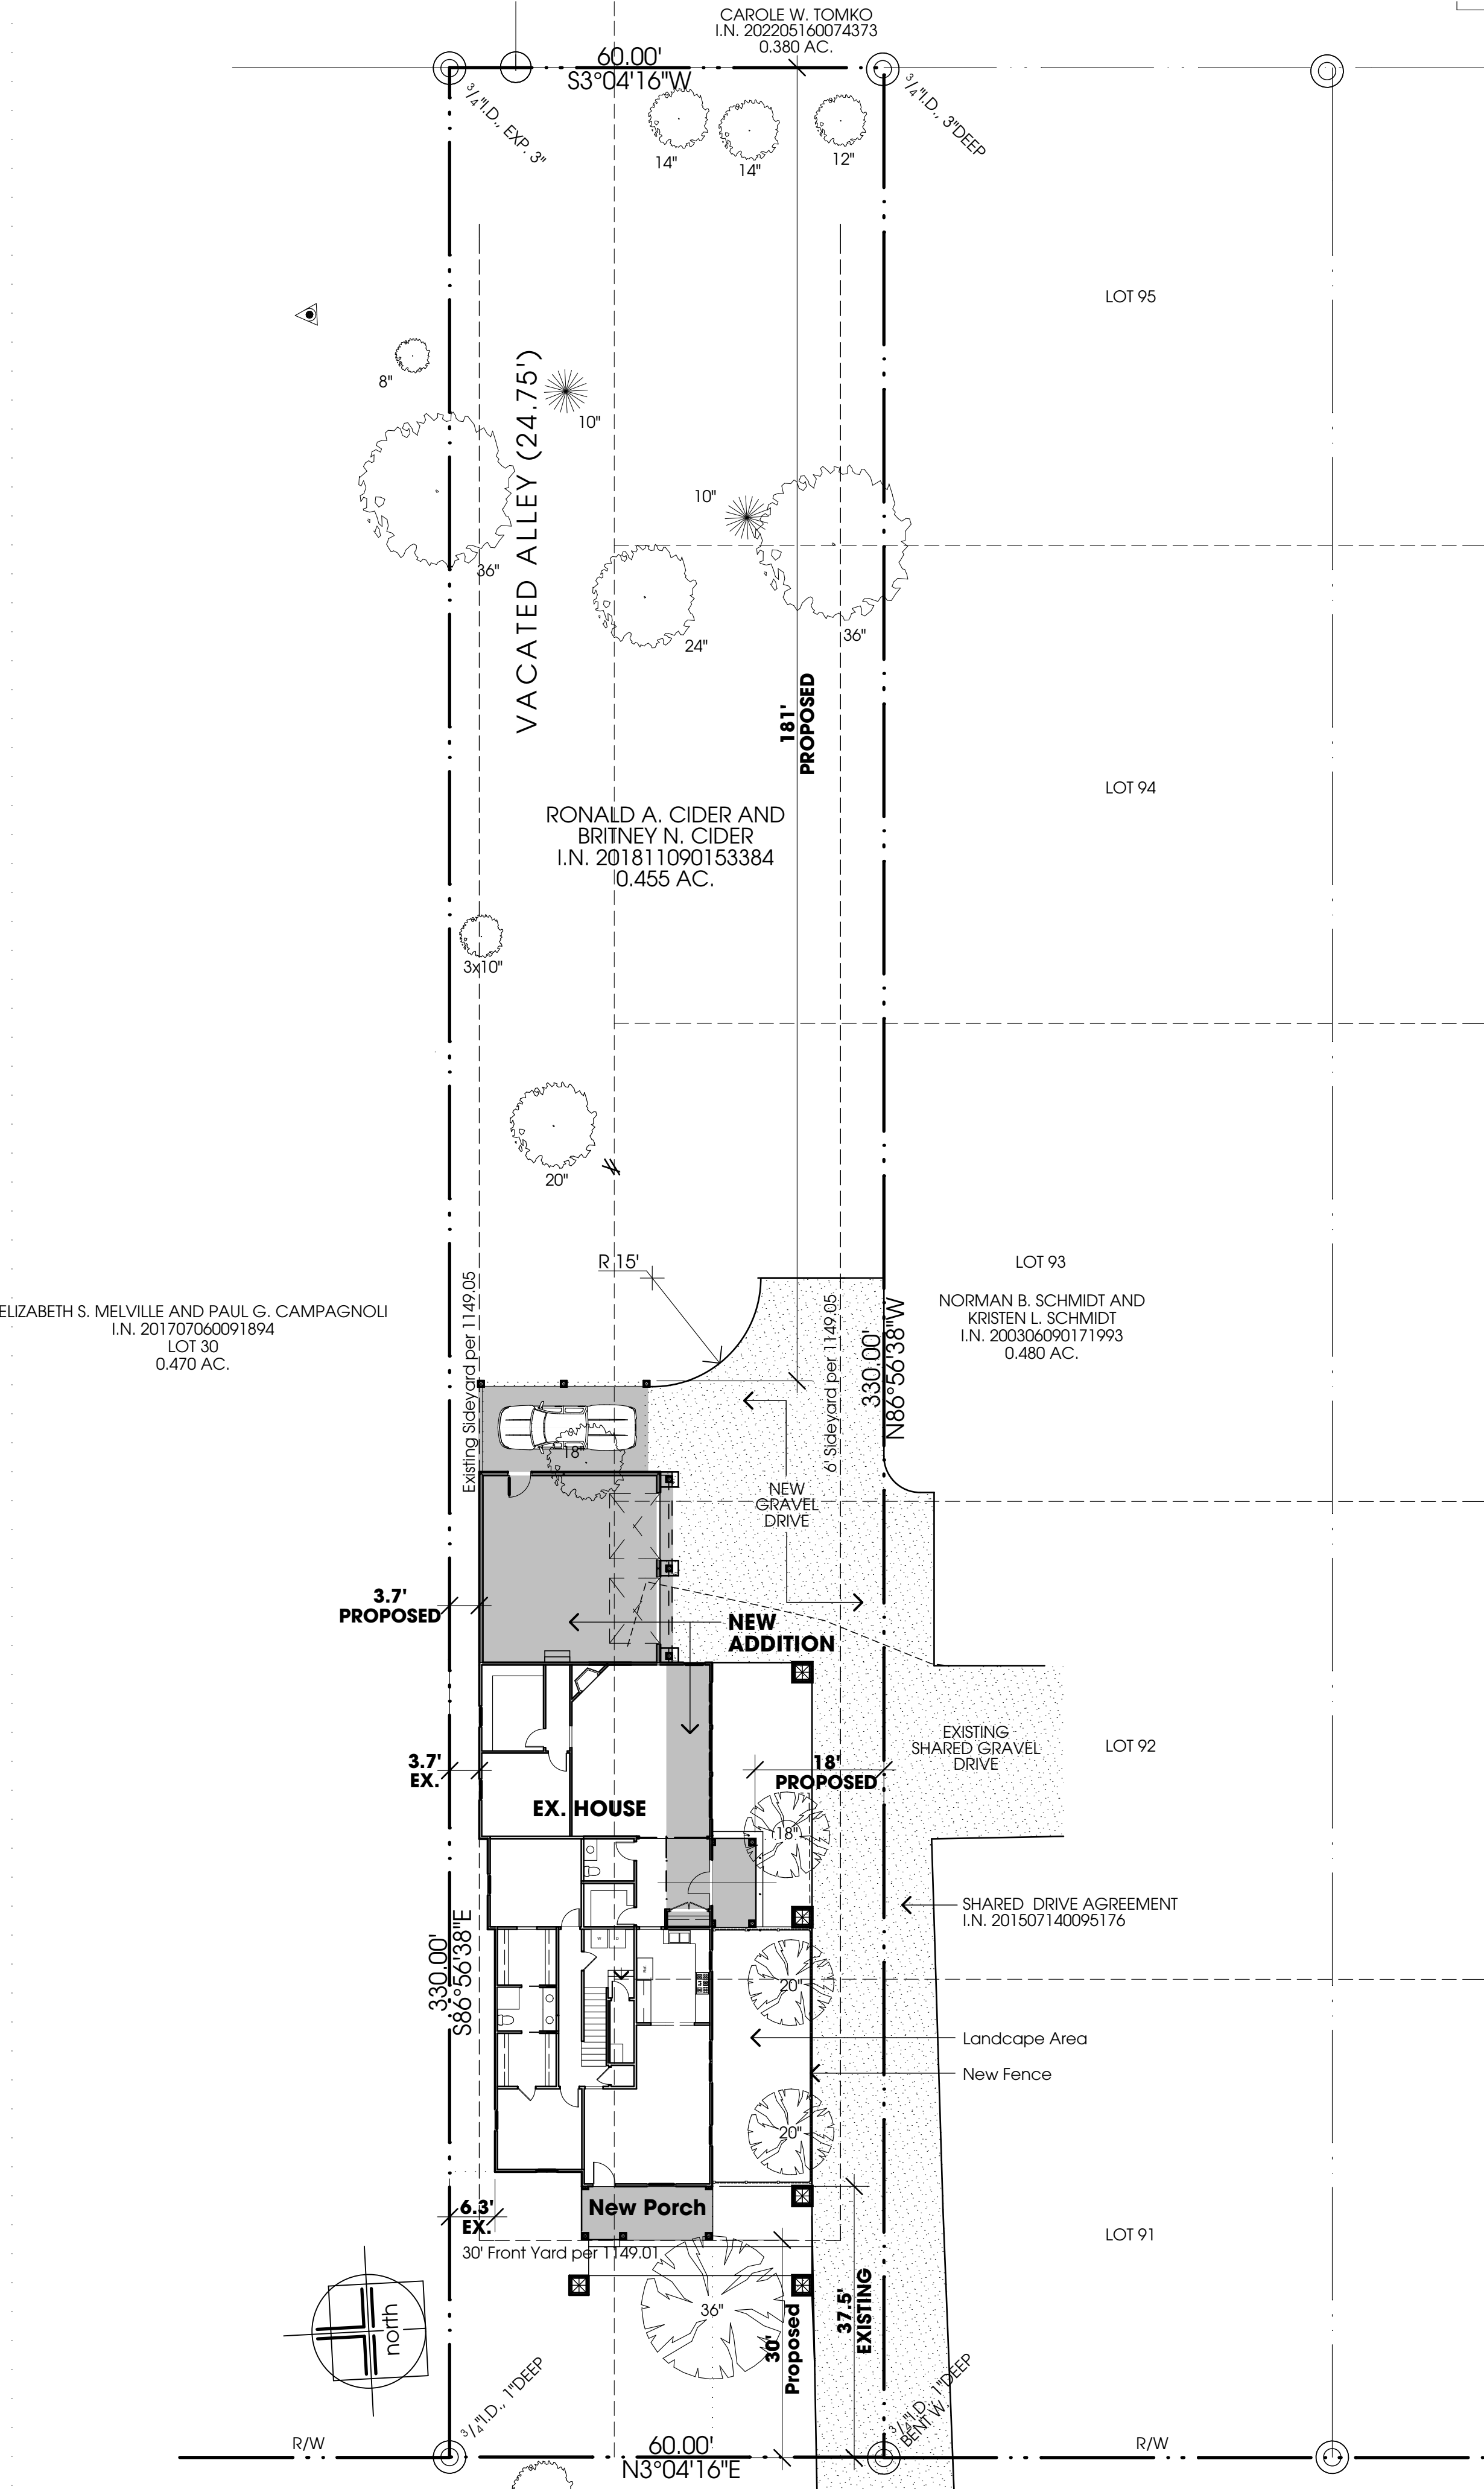 CAROLE W. TOMKO
I.N. 202205160074373
0.380 AC.
60.00'
S3°04'16"W
3/4"I.D., EXP. 3"
3/4"I.D., 3"DEEP
14"
14"
12"
LOT 95
8"
10"
VACATED ALLEY (24.75')
10"
36"
24"
36"
181'
PROPOSED
LOT 94
RONALD A. CIDER AND
BRITNEY N. CIDER
I.N. 201811090153384
0.455 AC.
3x10"
20"
R 15'
LOT 93
ELIZABETH S. MELVILLE AND PAUL G. CAMPAGNOLI
I.N. 201707060091894
LOT 30
0.470 AC.
Existing Sideyard per 1149.05
6' Sideyard per 1149.05
330.00'
N86°56'38"W
NORMAN B. SCHMIDT AND
KRISTEN L. SCHMIDT
I.N. 200306090171993
0.480 AC.
18"
NEW
GRAVEL
DRIVE
3.7'
PROPOSED
NEW
ADDITION
EXISTING
SHARED GRAVEL
DRIVE
LOT 92
3.7'
EX.
18'
PROPOSED
EX. HOUSE
18"
SHARED DRIVE AGREEMENT
I.N. 201507140095176
330.00'
S86°56'38"E
20"
Landcape Area
New Fence
20"
6.3'
EX.
New Porch
30' Front Yard per 1149.01
LOT 91
36"
30'
Proposed
37.5'
EXISTING
north
3/4"I.D., 1"DEEP
3/4"I.D., 1"DEEP
BENT W.
R/W
60.00'
N3°04'16"E
R/W